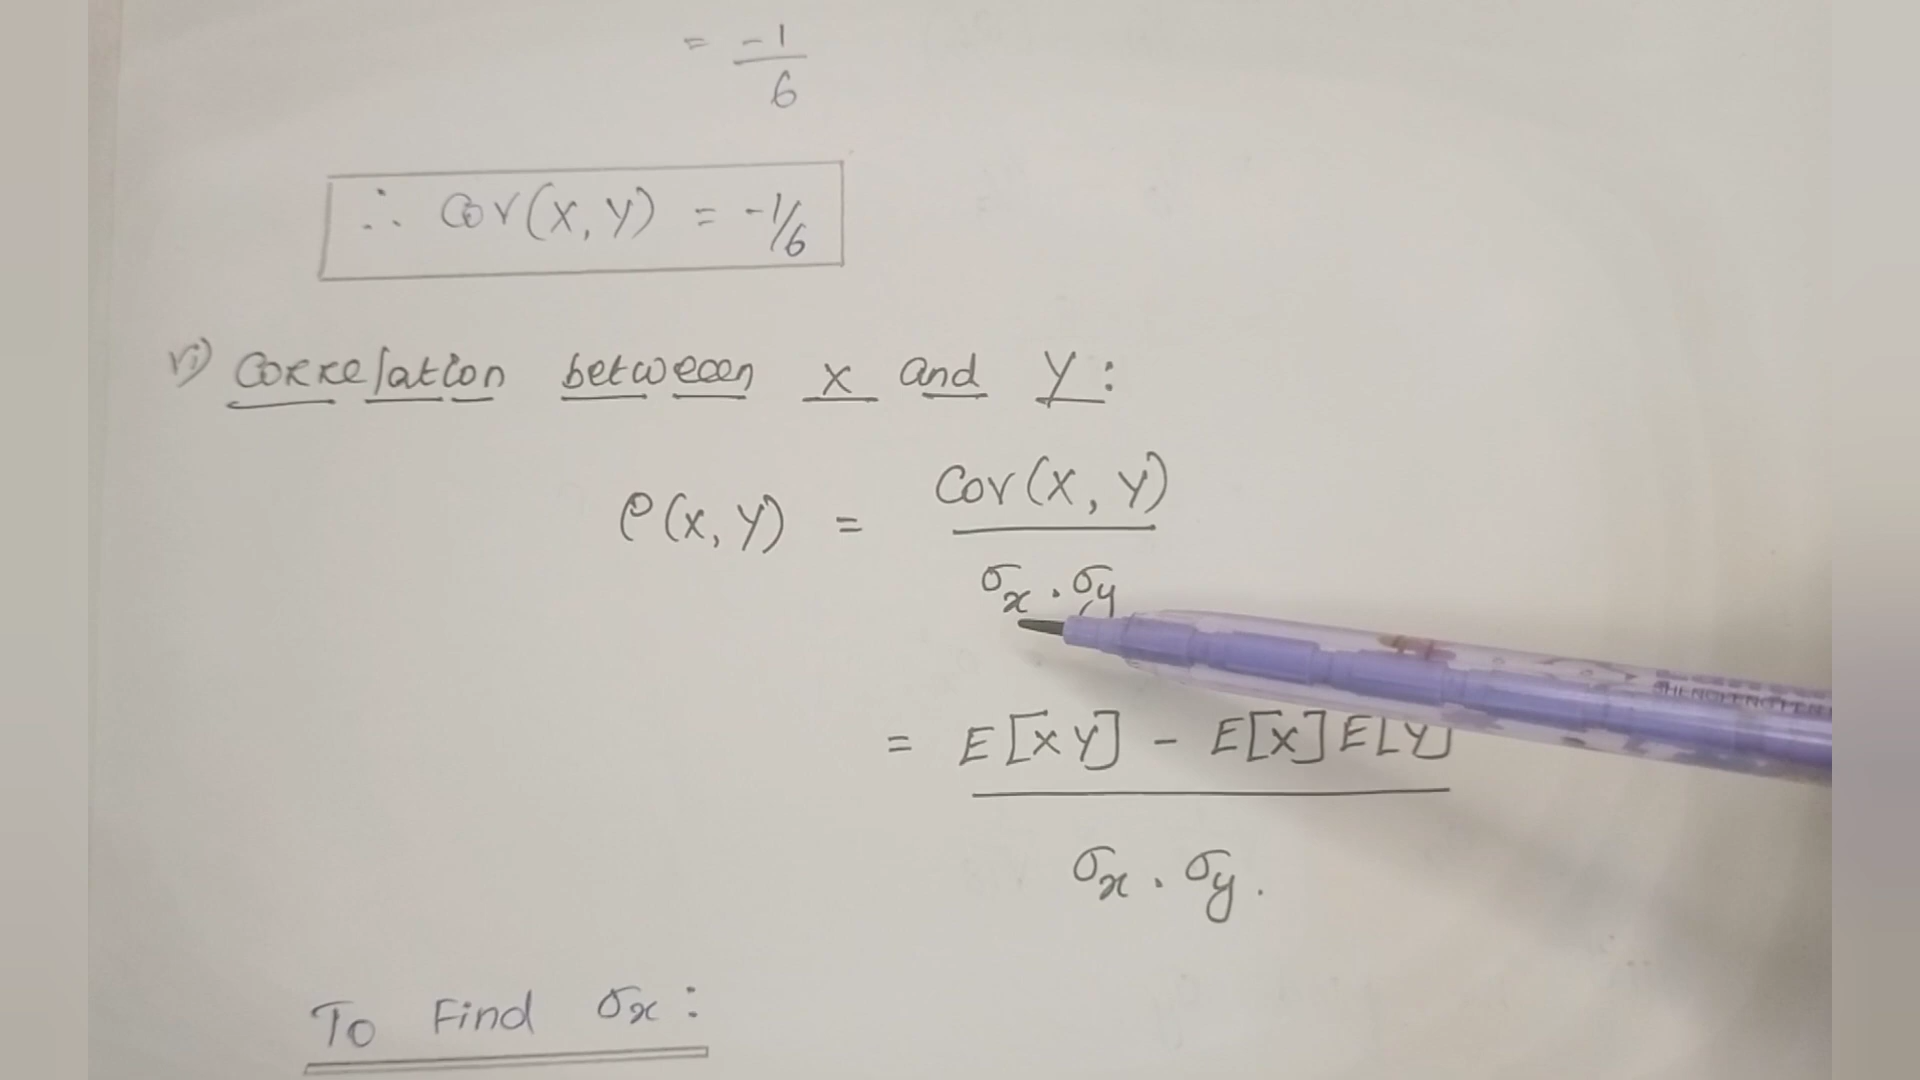 = -1/6
∴ Cov(X, Y) = -1/6
vi) Correlation between X and Y:
ρ(X, Y) = Cov(X, Y) / σx . σy
= E[XY] - E[X] E[Y] / σx . σy .
To Find σx :